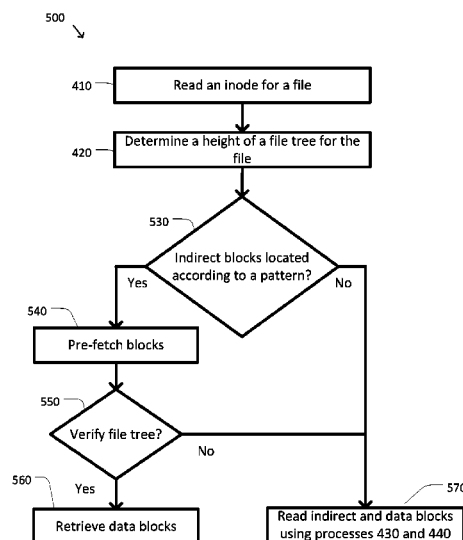 500
410
Read an inode for a file
420
Determine a height of a file tree for the
file
530
Indirect blocks located
according to a pattern?
Yes
No
540
Pre-fetch blocks
550
Verify file tree?
No
Yes
560
Retrieve data blocks
570
Read indirect and data blocks
using processes 430 and 440